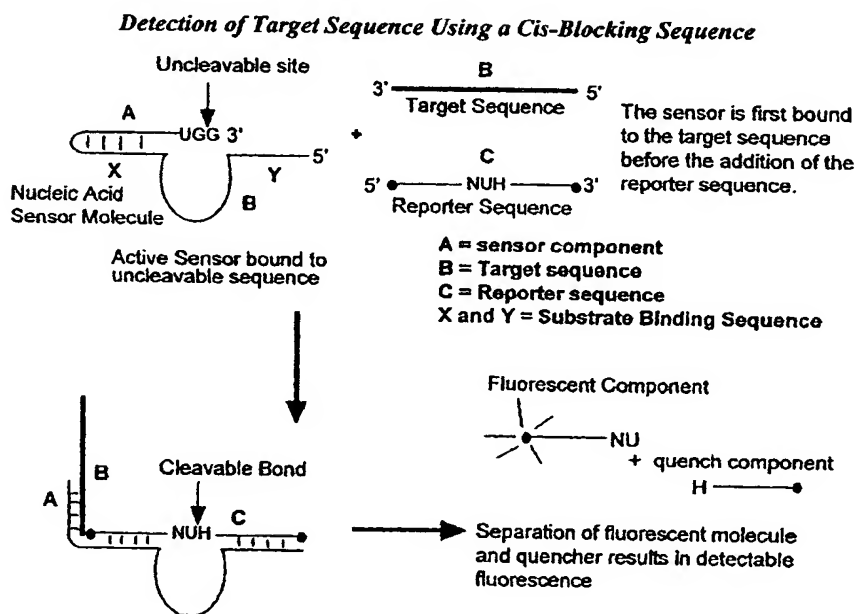 Detection of Target Sequence Using a Cis-Blocking Sequence
Uncleavable site
A
UGG 3'
5'
X
Y
B
Nucleic Acid
Sensor Molecule
+
B
3' 5'
Target Sequence
C
5' NUH 3'
Reporter Sequence
The sensor is first bound
to the target sequence
before the addition of the
reporter sequence.
Active Sensor bound to
uncleavable sequence
A = sensor component
B = Target sequence
C = Reporter sequence
X and Y = Substrate Binding Sequence
Fluorescent Component
NU
+ quench component
H
B
A
Cleavable Bond
NUH
C
Separation of fluorescent molecule
and quencher results in detectable
fluorescence